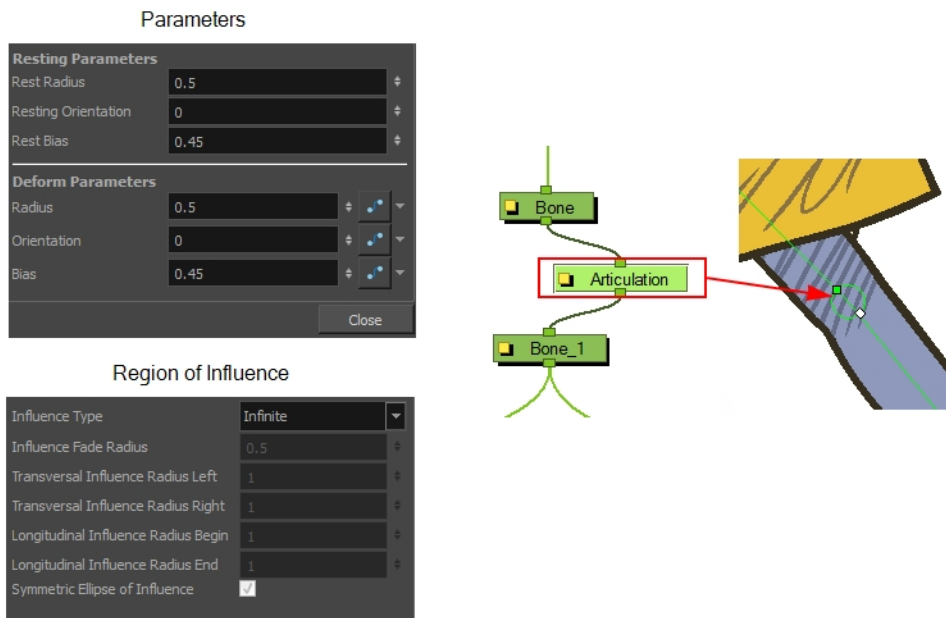 Parameters
Resting Parameters
Rest Radius 0.5
Resting Orientation 0
Rest Bias 0.45
Deform Parameters
Radius 0.5
Orientation 0
Bias 0.45
Close
Region of Influence
Influence Type Infinite
Influence Fade Radius 0.5
Transversal Influence Radius Left 1
Transversal Influence Radius Right 1
Longitudinal Influence Radius Begin 1
Longitudinal Influence Radius End 1
Symmetric Ellipse of Influence
Bone
Articulation
Bone_1